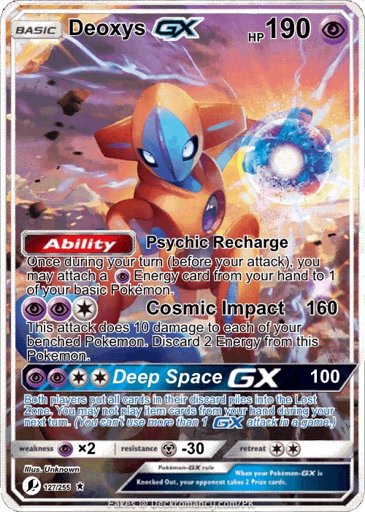 BASIC Deoxys GX HP 190
Ability Psychic Recharge
Once during your turn (before your attack), you
may attach a Energy card from your hand to 1
of your basic Pokémon.
Cosmic Impact 160
This attack does 10 damage to each of your
benched Pokemon. Discard 2 Energy from this
Pokemon.
Deep Space GX 100
Both players put all cards in their discard piles into the Lost
Zone. You may not play item cards from your hand during your
next turn. (You can't use more than 1 GX attack in a game.)
weakness ×2 resistance -30 retreat
Illus. Unknown
Pokémon-GX rule
127/255
When your Pokémon-GX is
Knocked Out, your opponent takes 2 Prize cards.